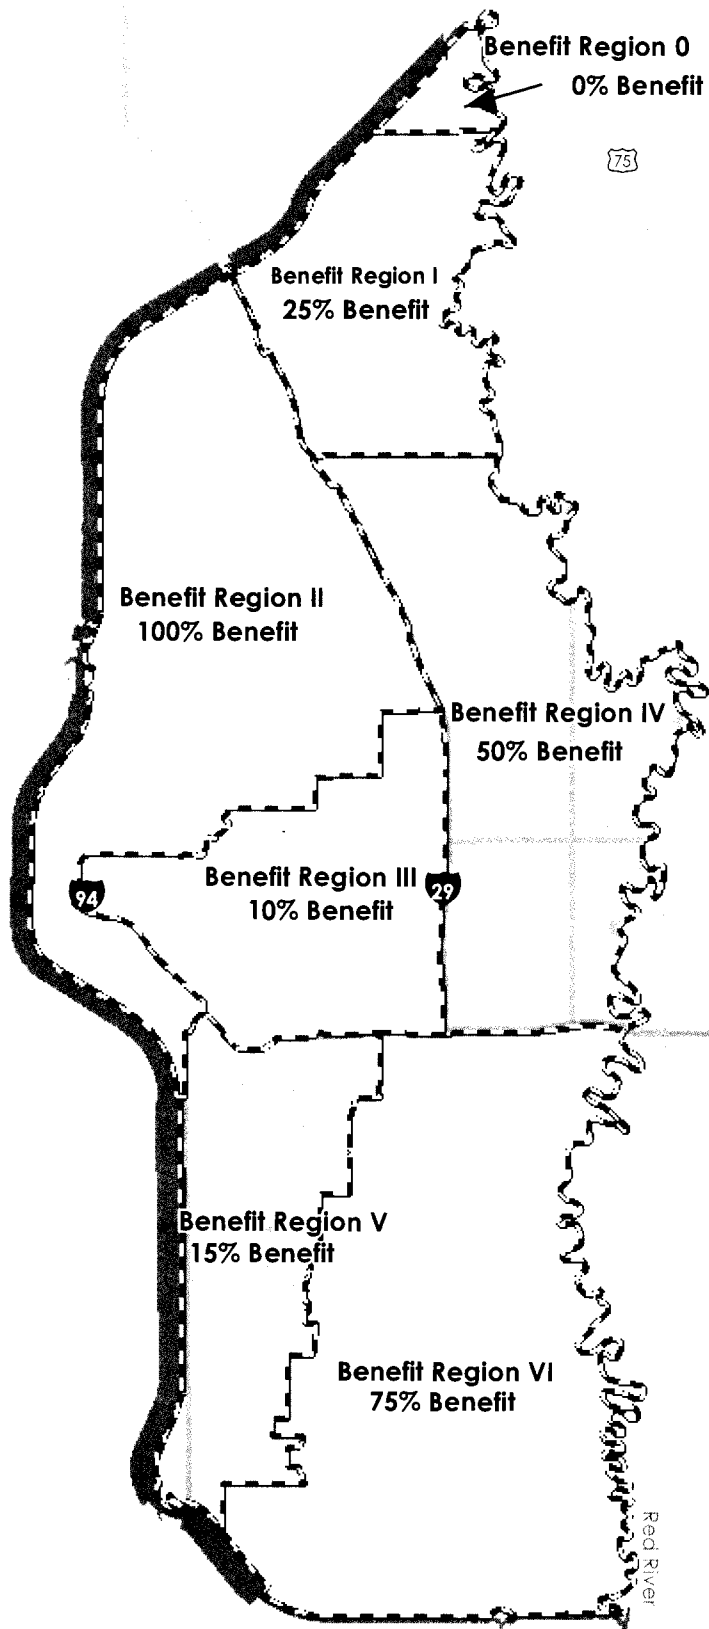 Benefit Region 0
0% Benefit
75
Benefit Region I
25% Benefit
Benefit Region II
100% Benefit
Benefit Region IV
50% Benefit
Benefit Region III
10% Benefit
94
29
Benefit Region V
15% Benefit
Benefit Region VI
75% Benefit
Red River